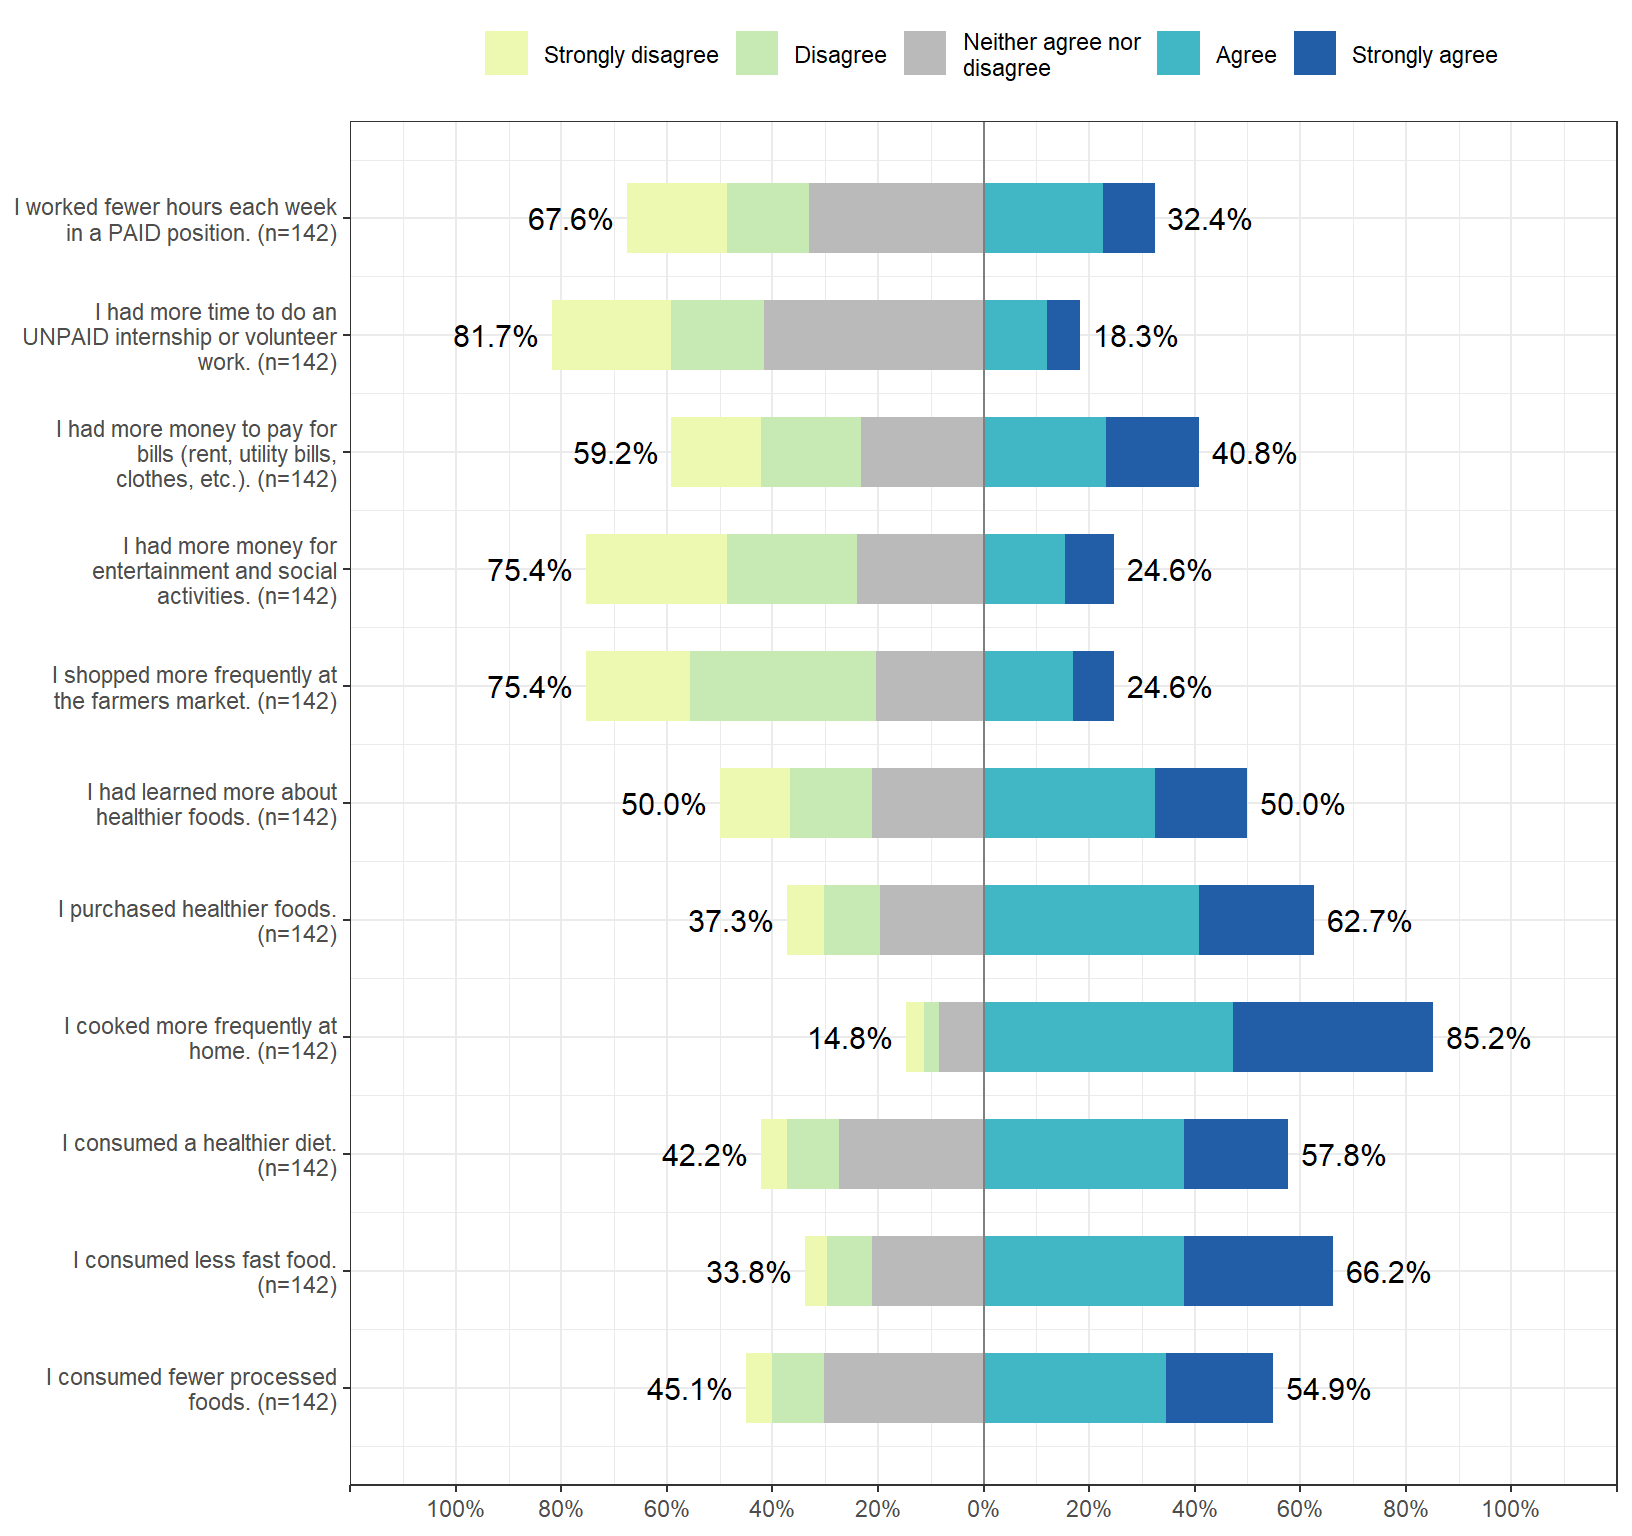 Strongly disagree
Disagree
Neither agree nor
disagree
Agree
Strongly agree
I worked fewer hours each week
in a PAID position. (n=142)
67.6%
32.4%
I had more time to do an
UNPAID internship or volunteer
work. (n=142)
81.7%
18.3%
I had more money to pay for
bills (rent, utility bills,
clothes, etc.). (n=142)
59.2%
40.8%
I had more money for
entertainment and social
activities. (n=142)
75.4%
24.6%
I shopped more frequently at
the farmers market. (n=142)
75.4%
24.6%
I had learned more about
healthier foods. (n=142)
50.0%
50.0%
I purchased healthier foods.
(n=142)
37.3%
62.7%
I cooked more frequently at
home. (n=142)
14.8%
85.2%
I consumed a healthier diet.
(n=142)
42.2%
57.8%
I consumed less fast food.
(n=142)
33.8%
66.2%
I consumed fewer processed
foods. (n=142)
45.1%
54.9%
100% 80% 60% 40% 20% 0% 20% 40% 60% 80% 100%